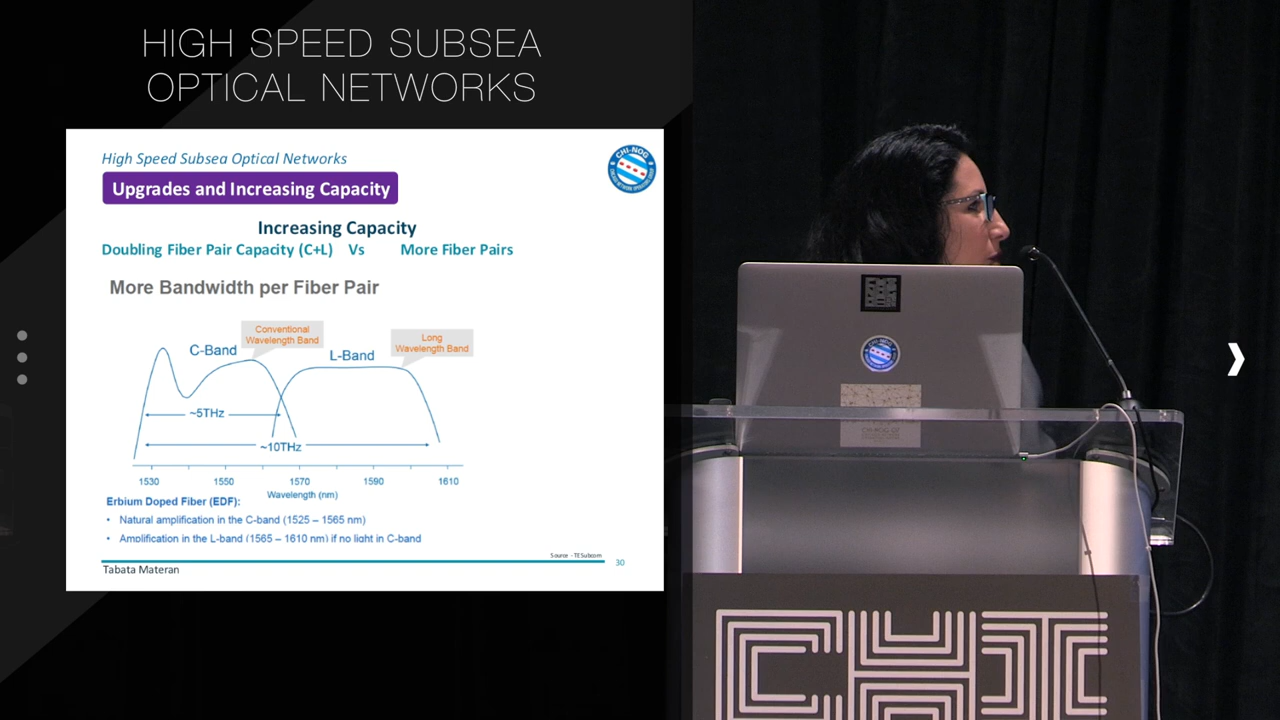 HIGH SPEED SUBSEA
OPTICAL NETWORKS
High Speed Subsea Optical Networks
CHI-NOG
Upgrades and Increasing Capacity
Increasing Capacity
Doubling Fiber Pair Capacity (C+L) Vs More Fiber Pairs
More Bandwidth per Fiber Pair
Conventional
Wavelength Band
Long
Wavelength Band
C-Band
L-Band
~5THz
~10THz
1530 1550 1570 1590 1610
Wavelength (nm)
Erbium Doped Fiber (EDF):
• Natural amplification in the C-band (1525 – 1565 nm)
• Amplification in the L-band (1565 – 1610 nm) if no light in C-band
Source - TE Subcom
Tabata Materan
30
CHI